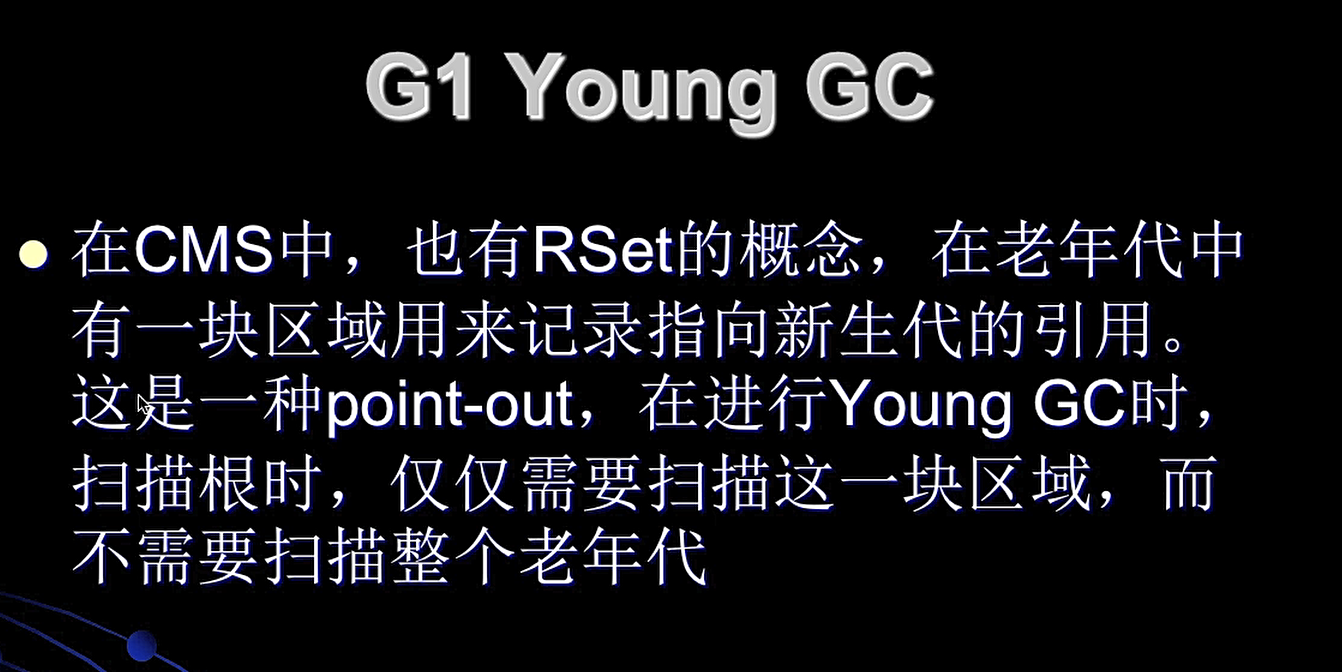 G1 Young GC
在CMS中，也有RSet的概念，在老年代中
有一块区域用来记录指向新生代的引用。
这是一种point-out，在进行Young GC时，
扫描根时，仅仅需要扫描这一块区域，而
不需要扫描整个老年代